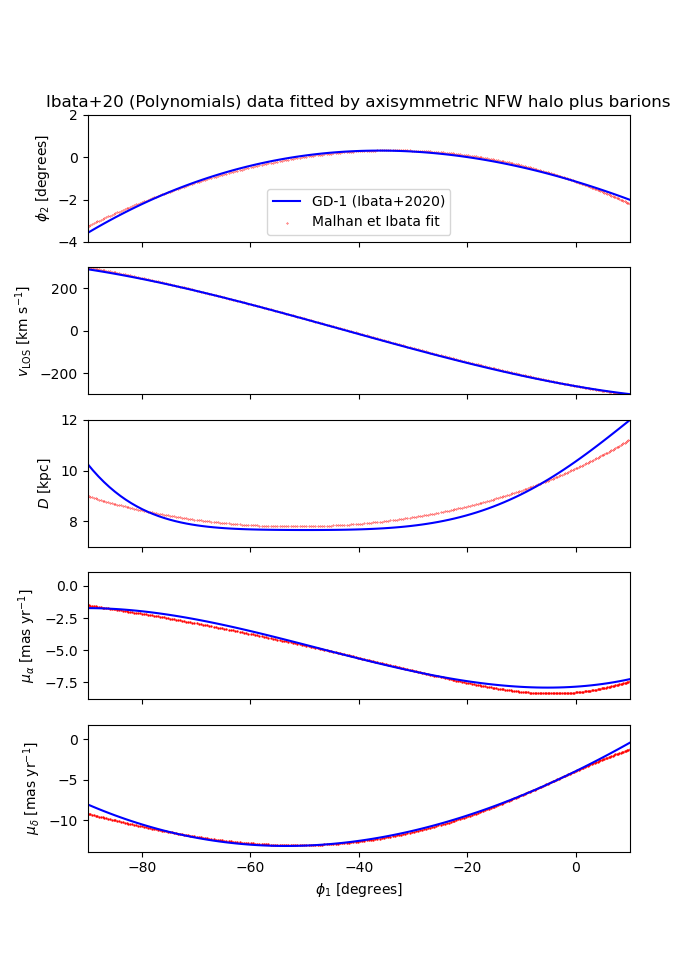 Ibata+20 (Polynomials) data fitted by axisymmetric NFW halo plus barions
2
0
−2
−4
ϕ₂ [degrees]
GD-1 (Ibata+2020)
Malhan et Ibata fit
200
0
−200
v_LOS [km s⁻¹]
12
10
8
D [kpc]
0.0
−2.5
−5.0
−7.5
μ_α [mas yr⁻¹]
0
−5
−10
μ_δ [mas yr⁻¹]
−80 −60 −40 −20 0
ϕ₁ [degrees]